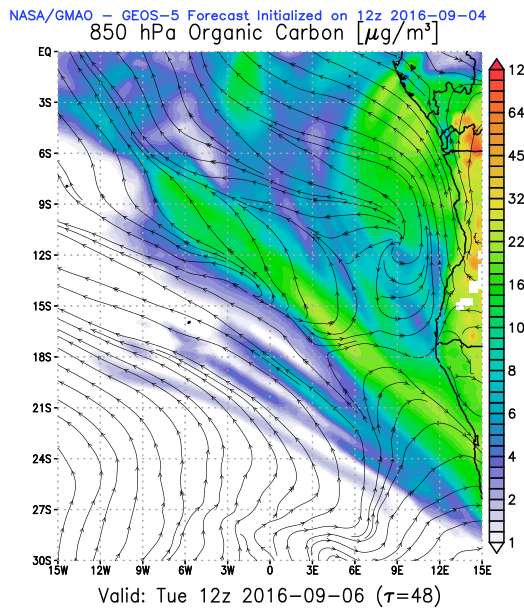 NASA/GMAO - GEOS-5 Forecast Initialized on 12z 2016-09-04
850 hPa Organic Carbon [μg/m³]
EQ
3S
6S
9S
12S
15S
18S
21S
24S
27S
30S
15W 12W 9W 6W 3W 0 3E 6E 9E 12E 15E
12
64
45
32
22
16
10
8
6
4
2
1
Valid: Tue 12z 2016-09-06 (τ=48)